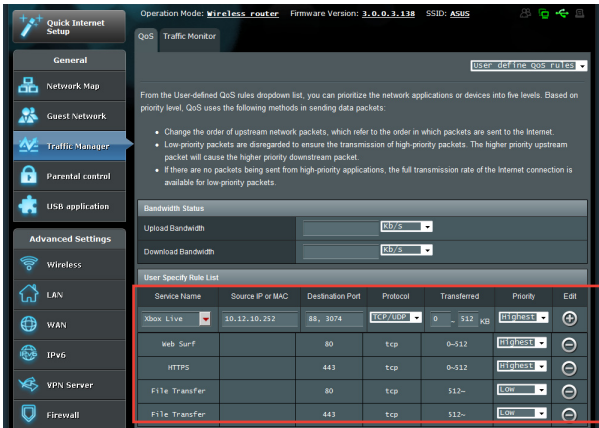 Operation Mode: Wireless router Firmware Version: 3.0.0.3.138 SSID: ASUS
Quick Internet
Setup
General
Network Map
Guest Network
Traffic Manager
Parental control
USB application
Advanced Settings
Wireless
LAN
WAN
IPv6
VPN Server
Firewall
QoS Traffic Monitor
User define QoS rules
From the User-defined QoS rules dropdown list, you can prioritize the network applications or devices into five levels. Based on
priority level, QoS uses the following methods in sending data packets:
• Change the order of upstream network packets, which refer to the order in which packets are sent to the Internet.
• Low-priority packets are disregarded to ensure the transmission of high-priority packets. The higher priority upstream
packet will cause the higher priority downstream packet.
• If there are no packets being sent from high-priority applications, the full transmission rate of the Internet connection is
available for low-priority packets.
Bandwidth Status
Upload Bandwidth Kb/s
Download Bandwidth Kb/s
User Specify Rule List
Service Name Source IP or MAC Destination Port Protocol Transferred Priority Edit
Xbox Live 10.12.10.252 88, 3074 TCP/UDP 0 _ 512 KB Highest
Web Surf 80 tcp 0~512 Highest
HTTPS 443 tcp 0~512 Highest
File Transfer 80 tcp 512~ Low
File Transfer 443 tcp 512~ Low